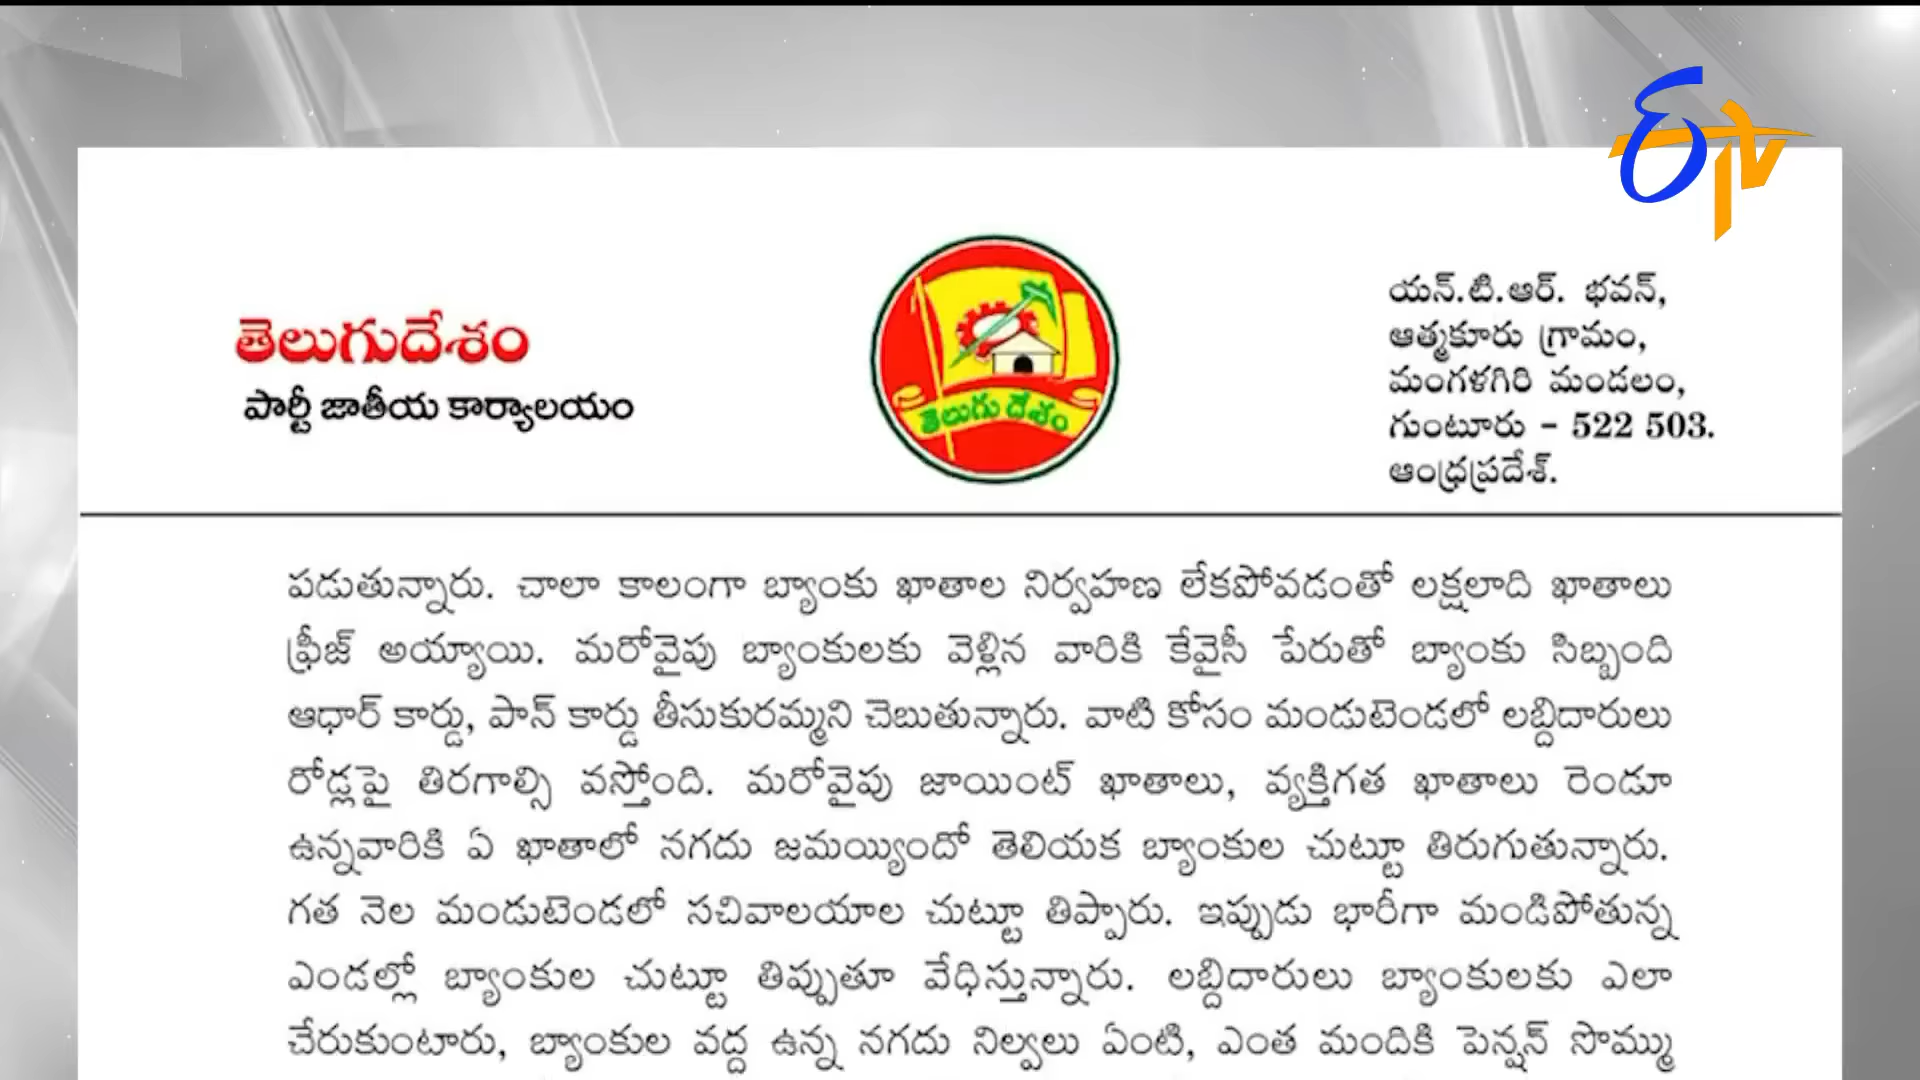 ETV
తెలుగుదేశం
పార్టీ జాతీయ కార్యాలయం
తెలుగు దేశం
యన్.టి.ఆర్. భవన్,
ఆత్మకూరు గ్రామం,
మంగళగిరి మండలం,
గుంటూరు - 522 503.
ఆంధ్రప్రదేశ్.
పడుతున్నారు. చాలా కాలంగా బ్యాంకు ఖాతాల నిర్వహణ లేకపోవడంతో లక్షలాది ఖాతాలు
ఫ్రీజ్ అయ్యాయి. మరోవైపు బ్యాంకులకు వెళ్లిన వారికి కేవైసీ పేరుతో బ్యాంకు సిబ్బంది
ఆధార్ కార్డు, పాన్ కార్డు తీసుకురమ్మని చెబుతున్నారు. వాటి కోసం మండుటెండలో లబ్దిదారులు
రోడ్లపై తిరగాల్సి వస్తోంది. మరోవైపు జాయింట్ ఖాతాలు, వ్యక్తిగత ఖాతాలు రెండూ
ఉన్నవారికి ఏ ఖాతాలో నగదు జమయ్యిందో తెలియక బ్యాంకుల చుట్టూ తిరుగుతున్నారు.
గత నెల మండుటెండలో సచివాలయాల చుట్టూ తిప్పారు. ఇప్పుడు భారీగా మండిపోతున్న
ఎండల్లో బ్యాంకుల చుట్టూ తిప్పుతూ వేధిస్తున్నారు. లబ్దిదారులు బ్యాంకులకు ఎలా
చేరుకుంటారు, బ్యాంకుల వద్ద ఉన్న నగదు నిల్వలు ఏంటి, ఎంత మందికి పెన్షన్ సొమ్ము